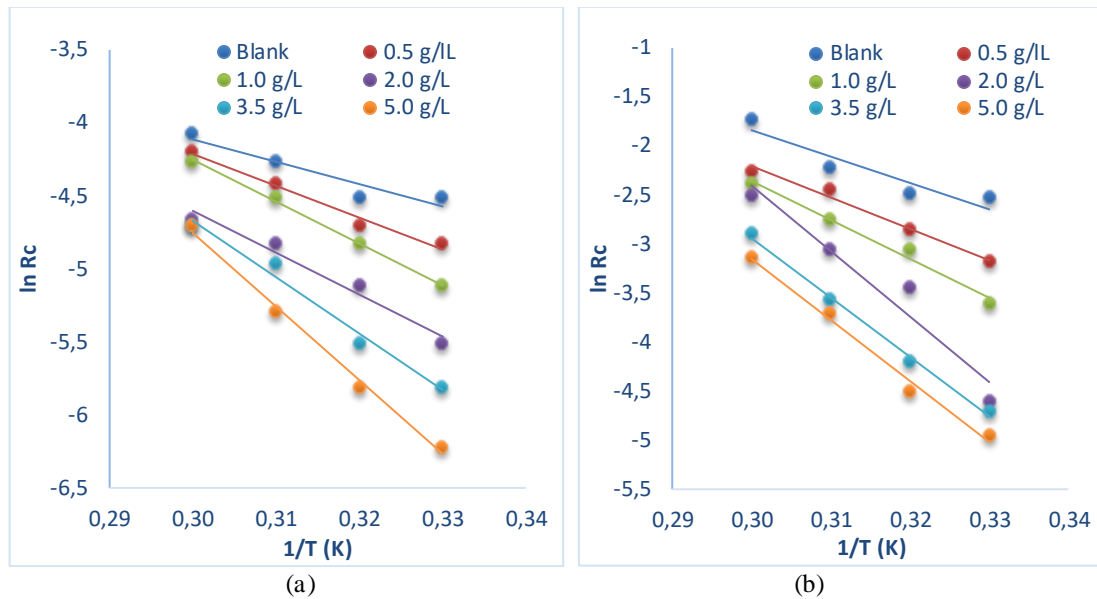 -3,5
-4
-4,5
-5
-5,5
-6
-6,5
ln Rc
Blank
0.5 g/lL
1.0 g/L
2.0 g/L
3.5 g/L
5.0 g/L
0,29 0,30 0,31 0,32 0,33 0,34
1/T (K)
(a)
-1
-1,5
-2
-2,5
-3
-3,5
-4
-4,5
-5
-5,5
ln Rc
Blank
0.5 g/lL
1.0 g/L
2.0 g/L
3.5 g/L
5.0 g/L
0,29 0,30 0,31 0,32 0,33 0,34
1/T (K)
(b)